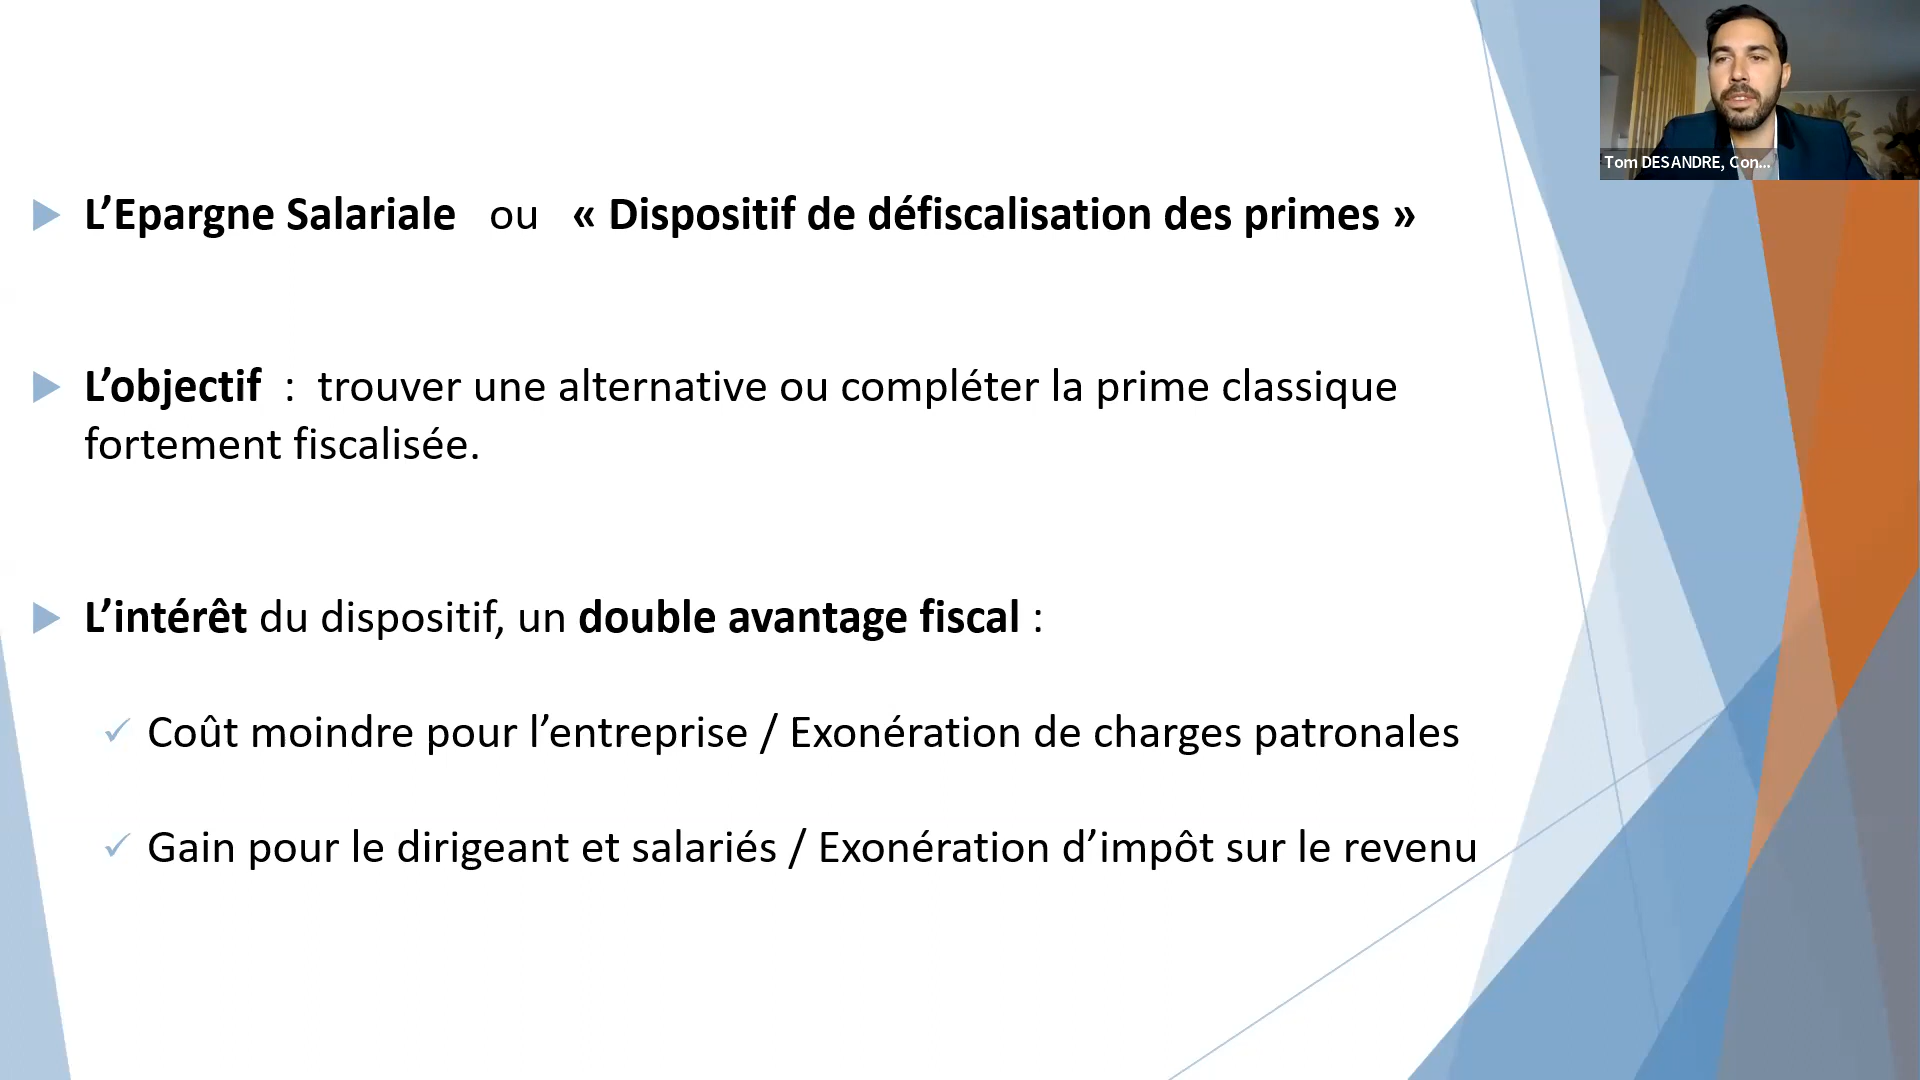 Tom DESANDRE, Con...
L’Epargne Salariale ou « Dispositif de défiscalisation des primes »
L’objectif : trouver une alternative ou compléter la prime classique
fortement fiscalisée.
L’intérêt du dispositif, un double avantage fiscal :
Coût moindre pour l’entreprise / Exonération de charges patronales
Gain pour le dirigeant et salariés / Exonération d’impôt sur le revenu